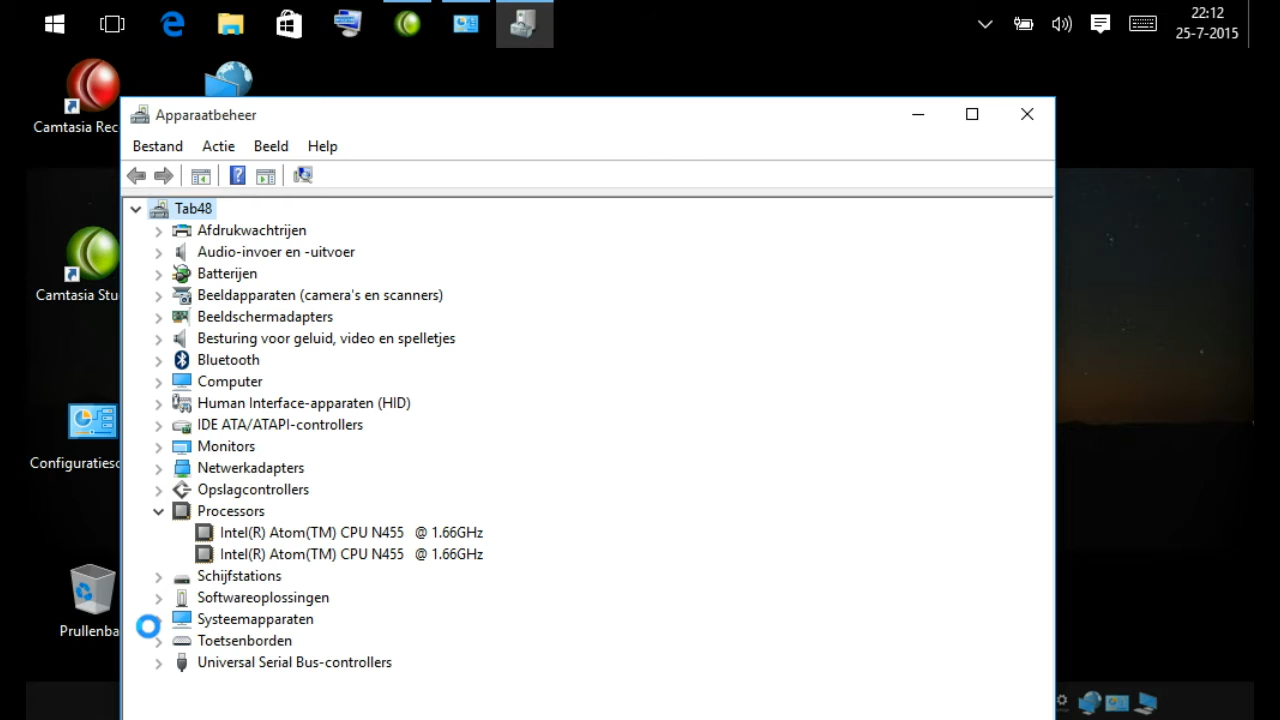 22:12
25-7-2015
Camtasia Rec
Apparaatbeheer
Bestand Actie Beeld Help
Tab48
Afdrukwachtrijen
Audio-invoer en -uitvoer
Batterijen
Beeldapparaten (camera's en scanners)
Camtasia Stu
Beeldschermadapters
Besturing voor geluid, video en spelletjes
Bluetooth
Computer
Human Interface-apparaten (HID)
IDE ATA/ATAPI-controllers
Monitors
Configuraties
Netwerkadapters
Opslagcontrollers
Processors
Intel(R) Atom(TM) CPU N455 @ 1.66GHz
Intel(R) Atom(TM) CPU N455 @ 1.66GHz
Schijfstations
Softwareoplossingen
Systeemapparaten
Prullenba
Toetsenborden
Universal Serial Bus-controllers